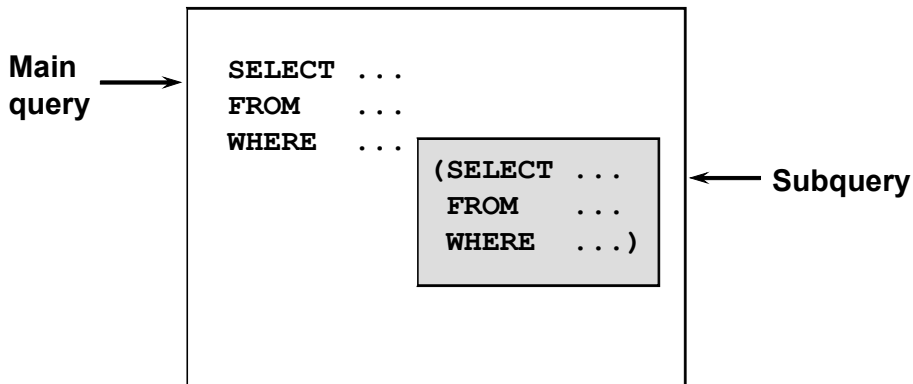 Main
query
SELECT ...
FROM ...
WHERE ...
(SELECT ...
FROM ...
WHERE ...)
Subquery